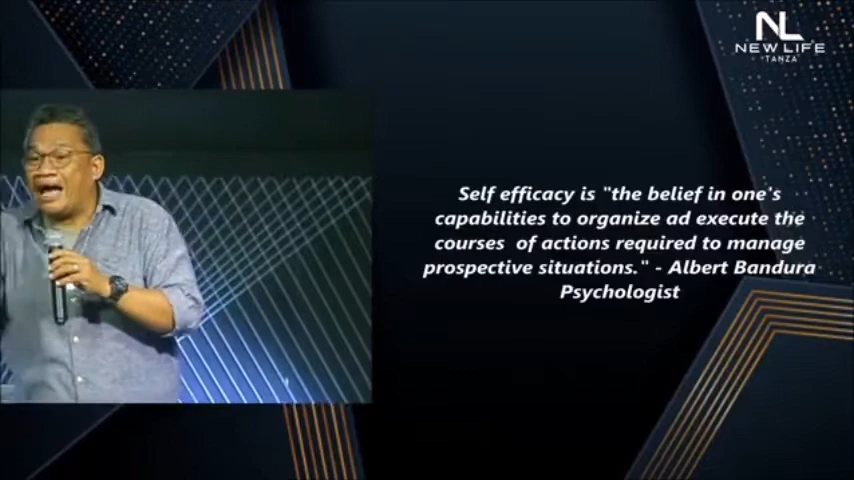 NL
NEW LIFE
TANZA
Self efficacy is "the belief in one's
capabilities to organize ad execute the
courses of actions required to manage
prospective situations." - Albert Bandura
Psychologist